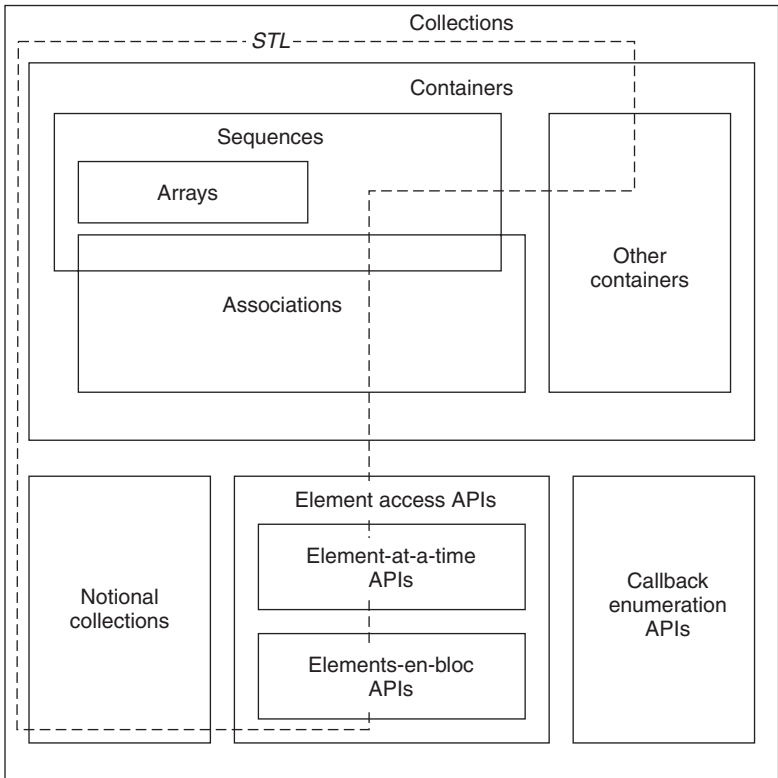 Collections
STL
Containers
Sequences
Arrays
Other
containers
Associations
Element access APIs
Element-at-a-time
APIs
Notional
collections
Callback
enumeration
APIs
Elements-en-bloc
APIs